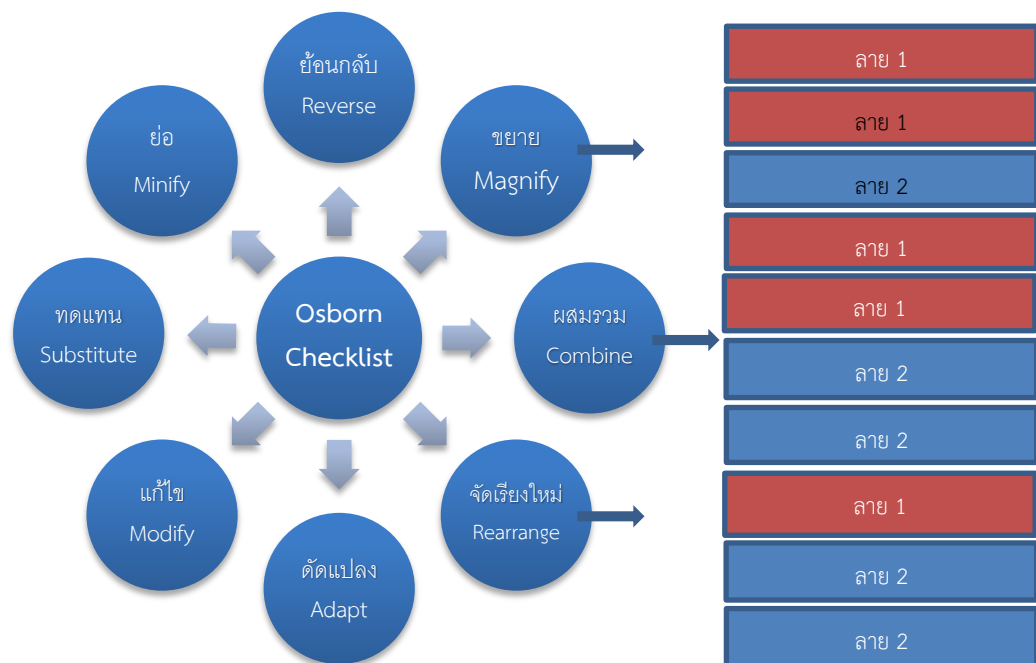 ย้อนกลับ
Reverse
ขยาย
Magnify
ผสมรวม
Combine
จัดเรียงใหม่
Rearrange
ดัดแปลง
Adapt
แก้ไข
Modify
ทดแทน
Substitute
ย่อ
Minify
Osborn
Checklist
ลาย 1
ลาย 1
ลาย 2
ลาย 1
ลาย 1
ลาย 2
ลาย 2
ลาย 1
ลาย 2
ลาย 2